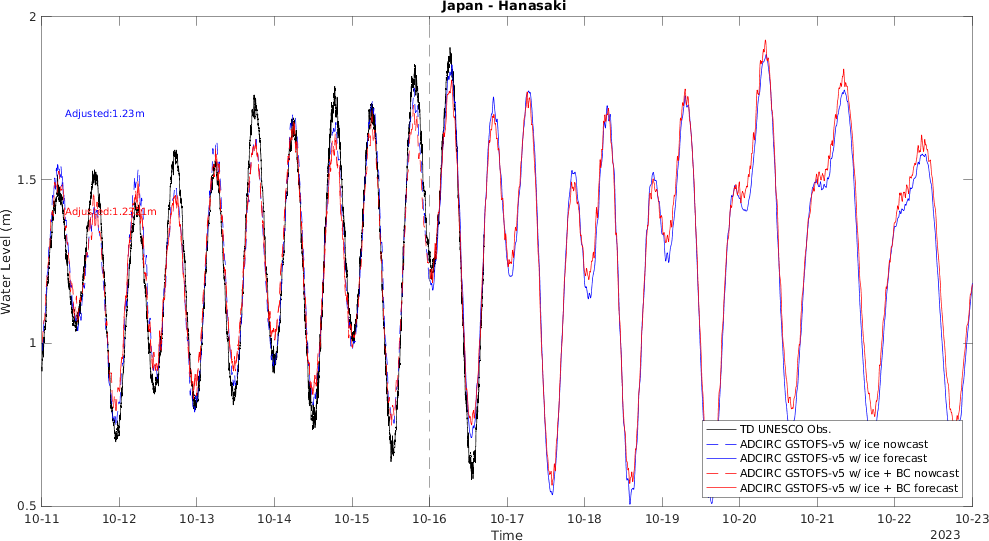 Japan - Hanasaki
2
Adjusted:1.23m
1.5
Water Level (m)
1
TD UNESCO Obs.
ADCIRC GSTOFS-v5 w/ ice nowcast
ADCIRC GSTOFS-v5 w/ ice forecast
ADCIRC GSTOFS-v5 w/ ice + BC nowcast
ADCIRC GSTOFS-v5 w/ ice + BC forecast
0.5
10-11 10-12 10-13 10-14 10-15 10-16 10-17 10-18 10-19 10-20 10-21 10-22 10-23
Time
2023